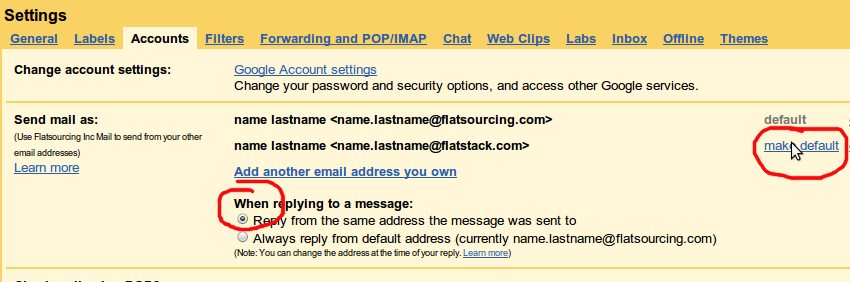 Settings
General Labels Accounts Filters Forwarding and POP/IMAP Chat Web Clips Labs Inbox Offline Themes
Change account settings: Google Account settings
Change your password and security options, and access other Google services.
Send mail as: name lastname <name.lastname@flatsourcing.com> default
(Use Flatsourcing Inc Mail to send from your other
email addresses)
name lastname <name.lastname@flatstack.com> make default
Learn more
Add another email address you own
When replying to a message:
Reply from the same address the message was sent to
Always reply from default address (currently name.lastname@flatsourcing.com)
(Note: You can change the address at the time of your reply. Learn more)